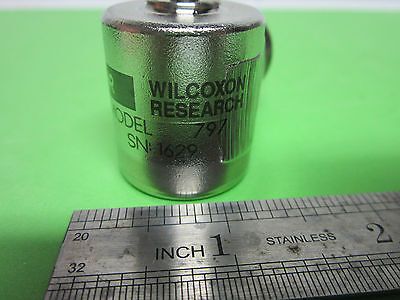 WILCOXON
RESEARCH
MODEL 797
SN: 1629
20 INCH 1 STAINLESS 2
32